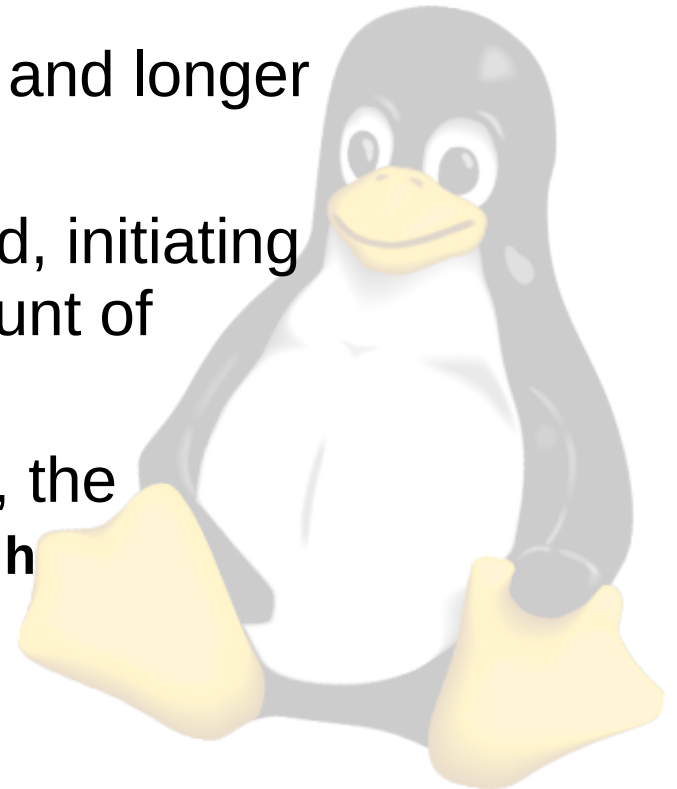 and longer
d, initiating
unt of
, the
h